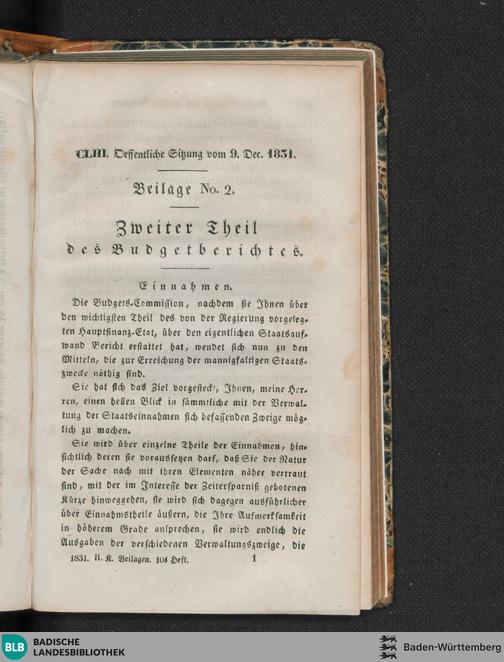 CLIII. Oeffentliche Sitzung vom 9. Dec. 1831.
Beilage No. 2.
Zweiter Theil
des Budgetberichtes.
Einnahmen.
Die Budgets-Commission, nachdem sie Ihnen über
den wichtigsten Theil des von der Regierung vorgeleg-
ten Hauptfinanz-Etat, über den eigentlichen Staatsauf-
wand Bericht erstattet hat, wendet sich nun zu den
Mitteln, die zur Erreichung der mannigfaltigen Staats-
zwecke nöthig sind.
Sie hat sich das Ziel vorgesteckt, Ihnen, meine Her-
ren, einen hellen Blick in sämmtliche mit der Verwal-
tung der Staatseinnahmen sich befassenden Zweige mög-
lich zu machen.
Sie wird über einzelne Theile der Einnahmen, hin-
sichtlich deren sie voraussetzen darf, daß Sie der Natur
der Sache nach mit ihren Elementen näher vertraut
sind, mit der im Interesse der Zeitersparniß gebotenen
Kürze hinweggehen, sie wird sich dagegen ausführlicher
über Einnahmstheile äußern, die Ihre Aufmerksamkeit
in höherem Grade ansprechen, sie wird endlich die
Ausgaben der verschiedenen Verwaltungszweige, die
1831. II. K. Beilagen. 10s Heft. 1
BLB BADISCHE
LANDESBIBLIOTHEK
Baden-Württemberg